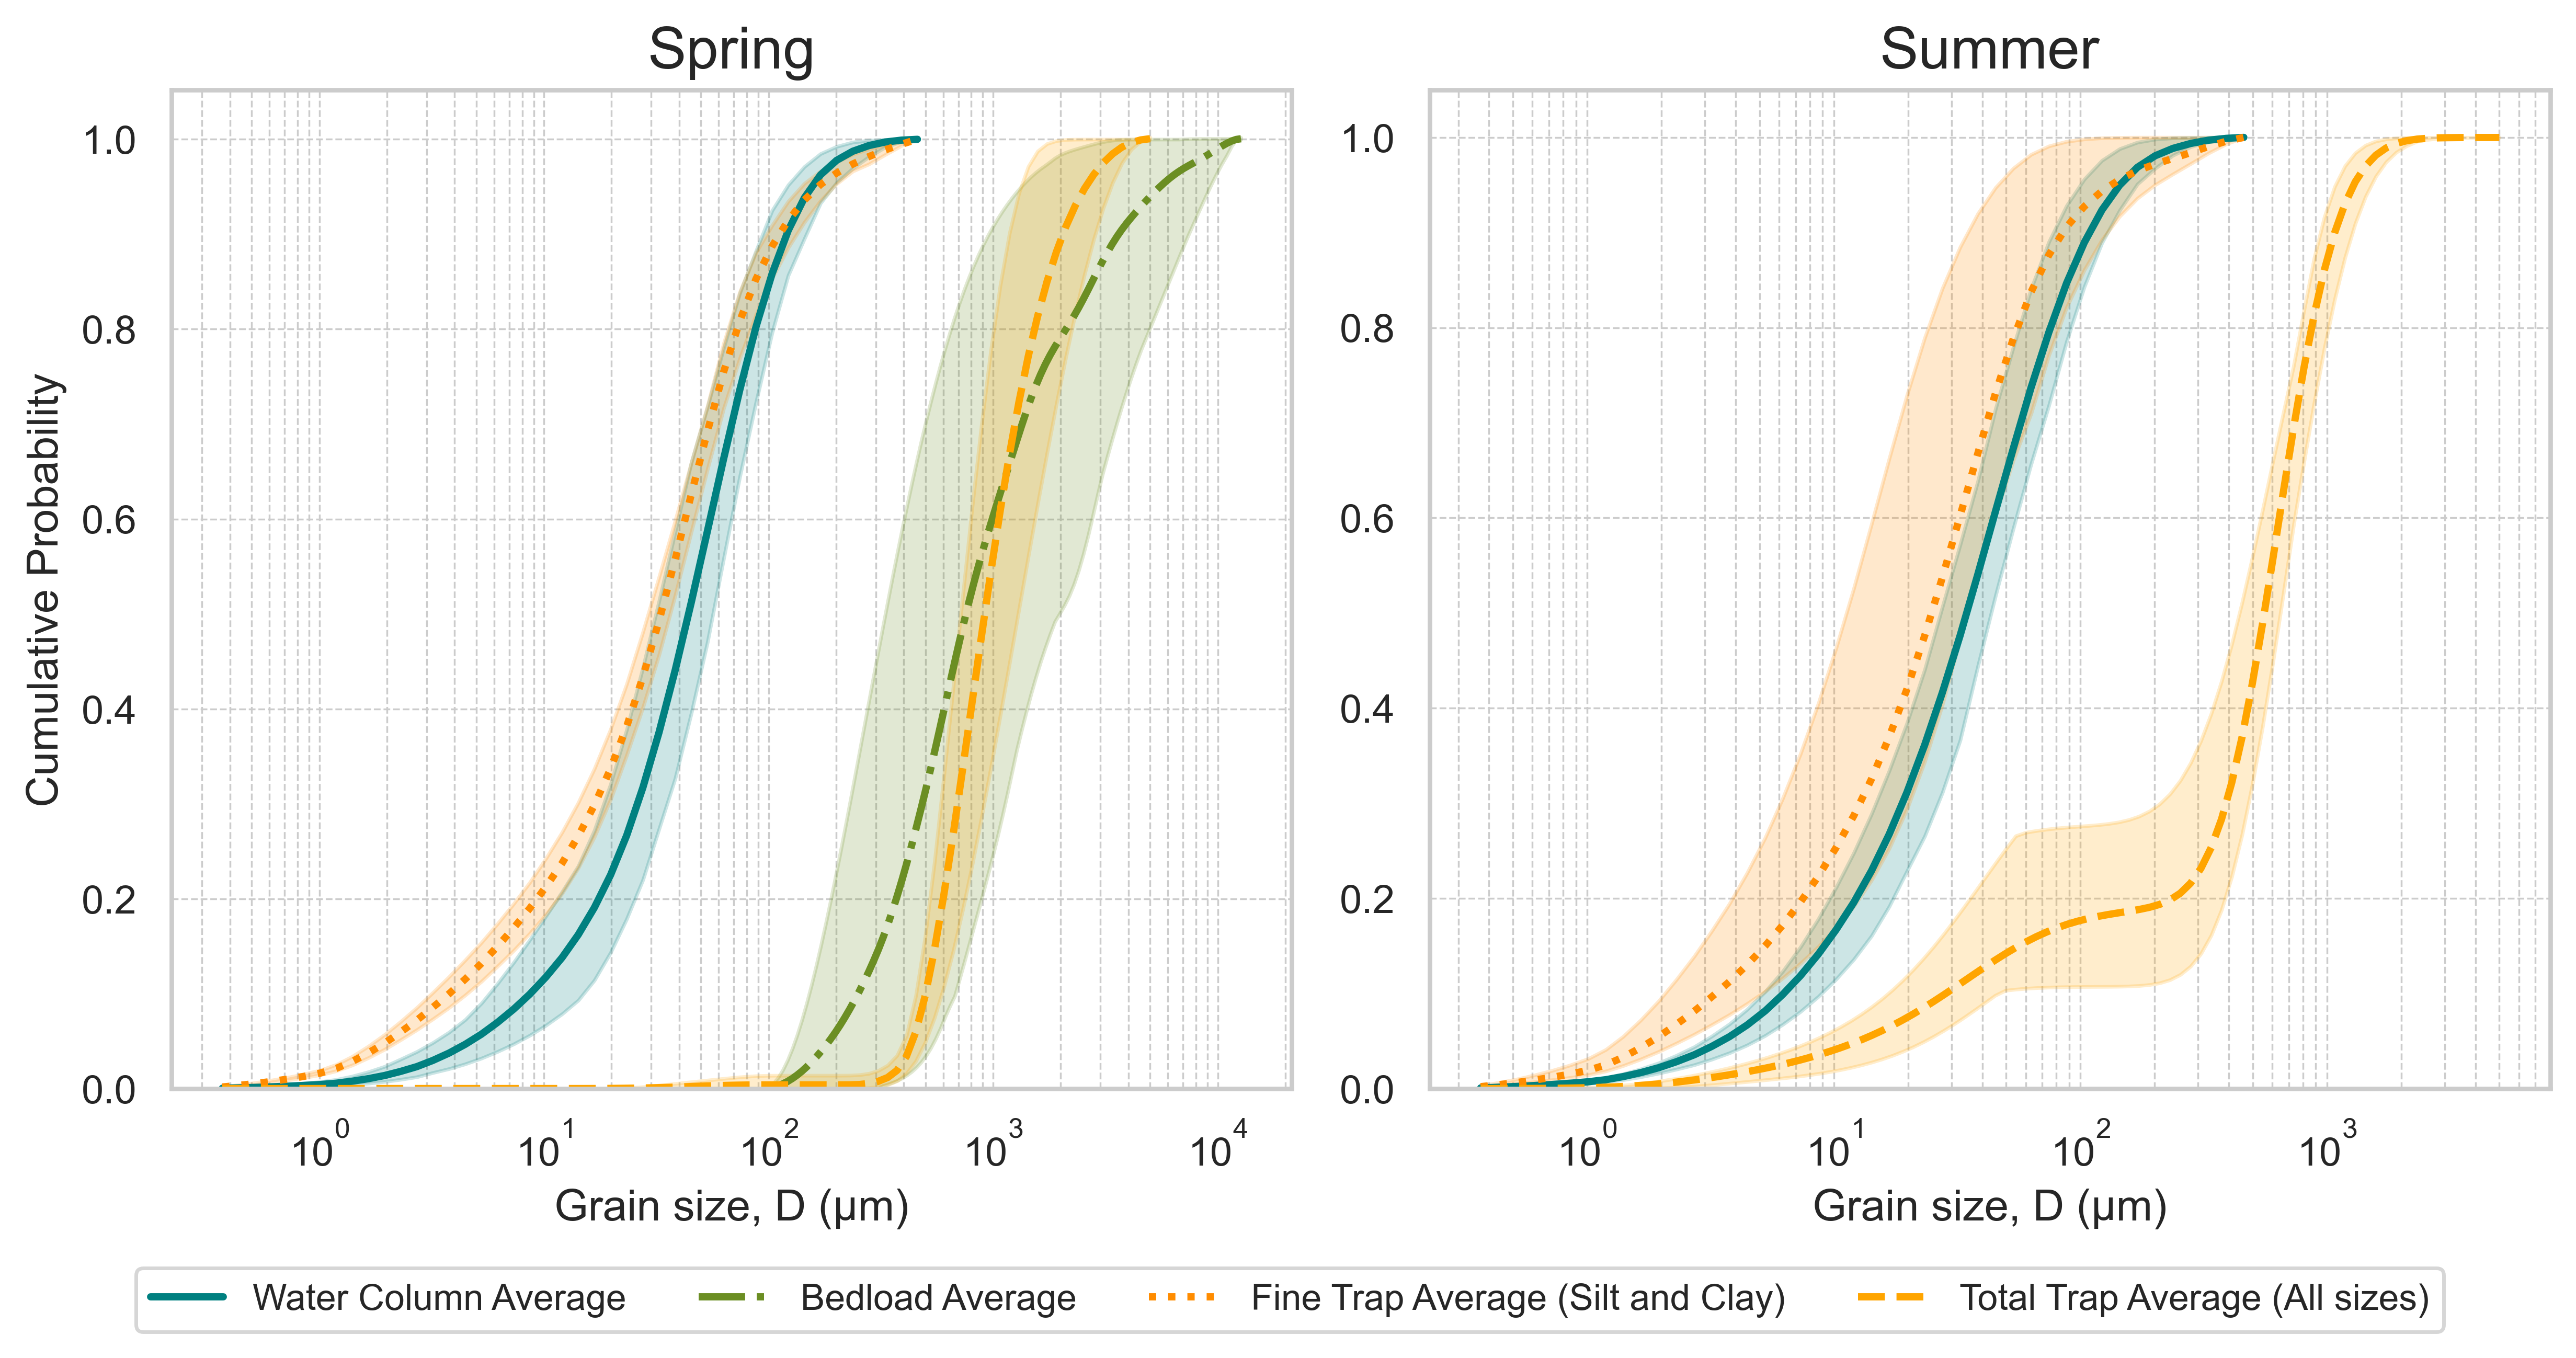 Spring
Summer
Cumulative Probability
1.0
0.8
0.6
0.4
0.2
0.0
10^0 10^1 10^2 10^3 10^4
Grain size, D (µm)
1.0
0.8
0.6
0.4
0.2
0.0
10^0 10^1 10^2 10^3
Grain size, D (µm)
Water Column Average Bedload Average Fine Trap Average (Silt and Clay) Total Trap Average (All sizes)